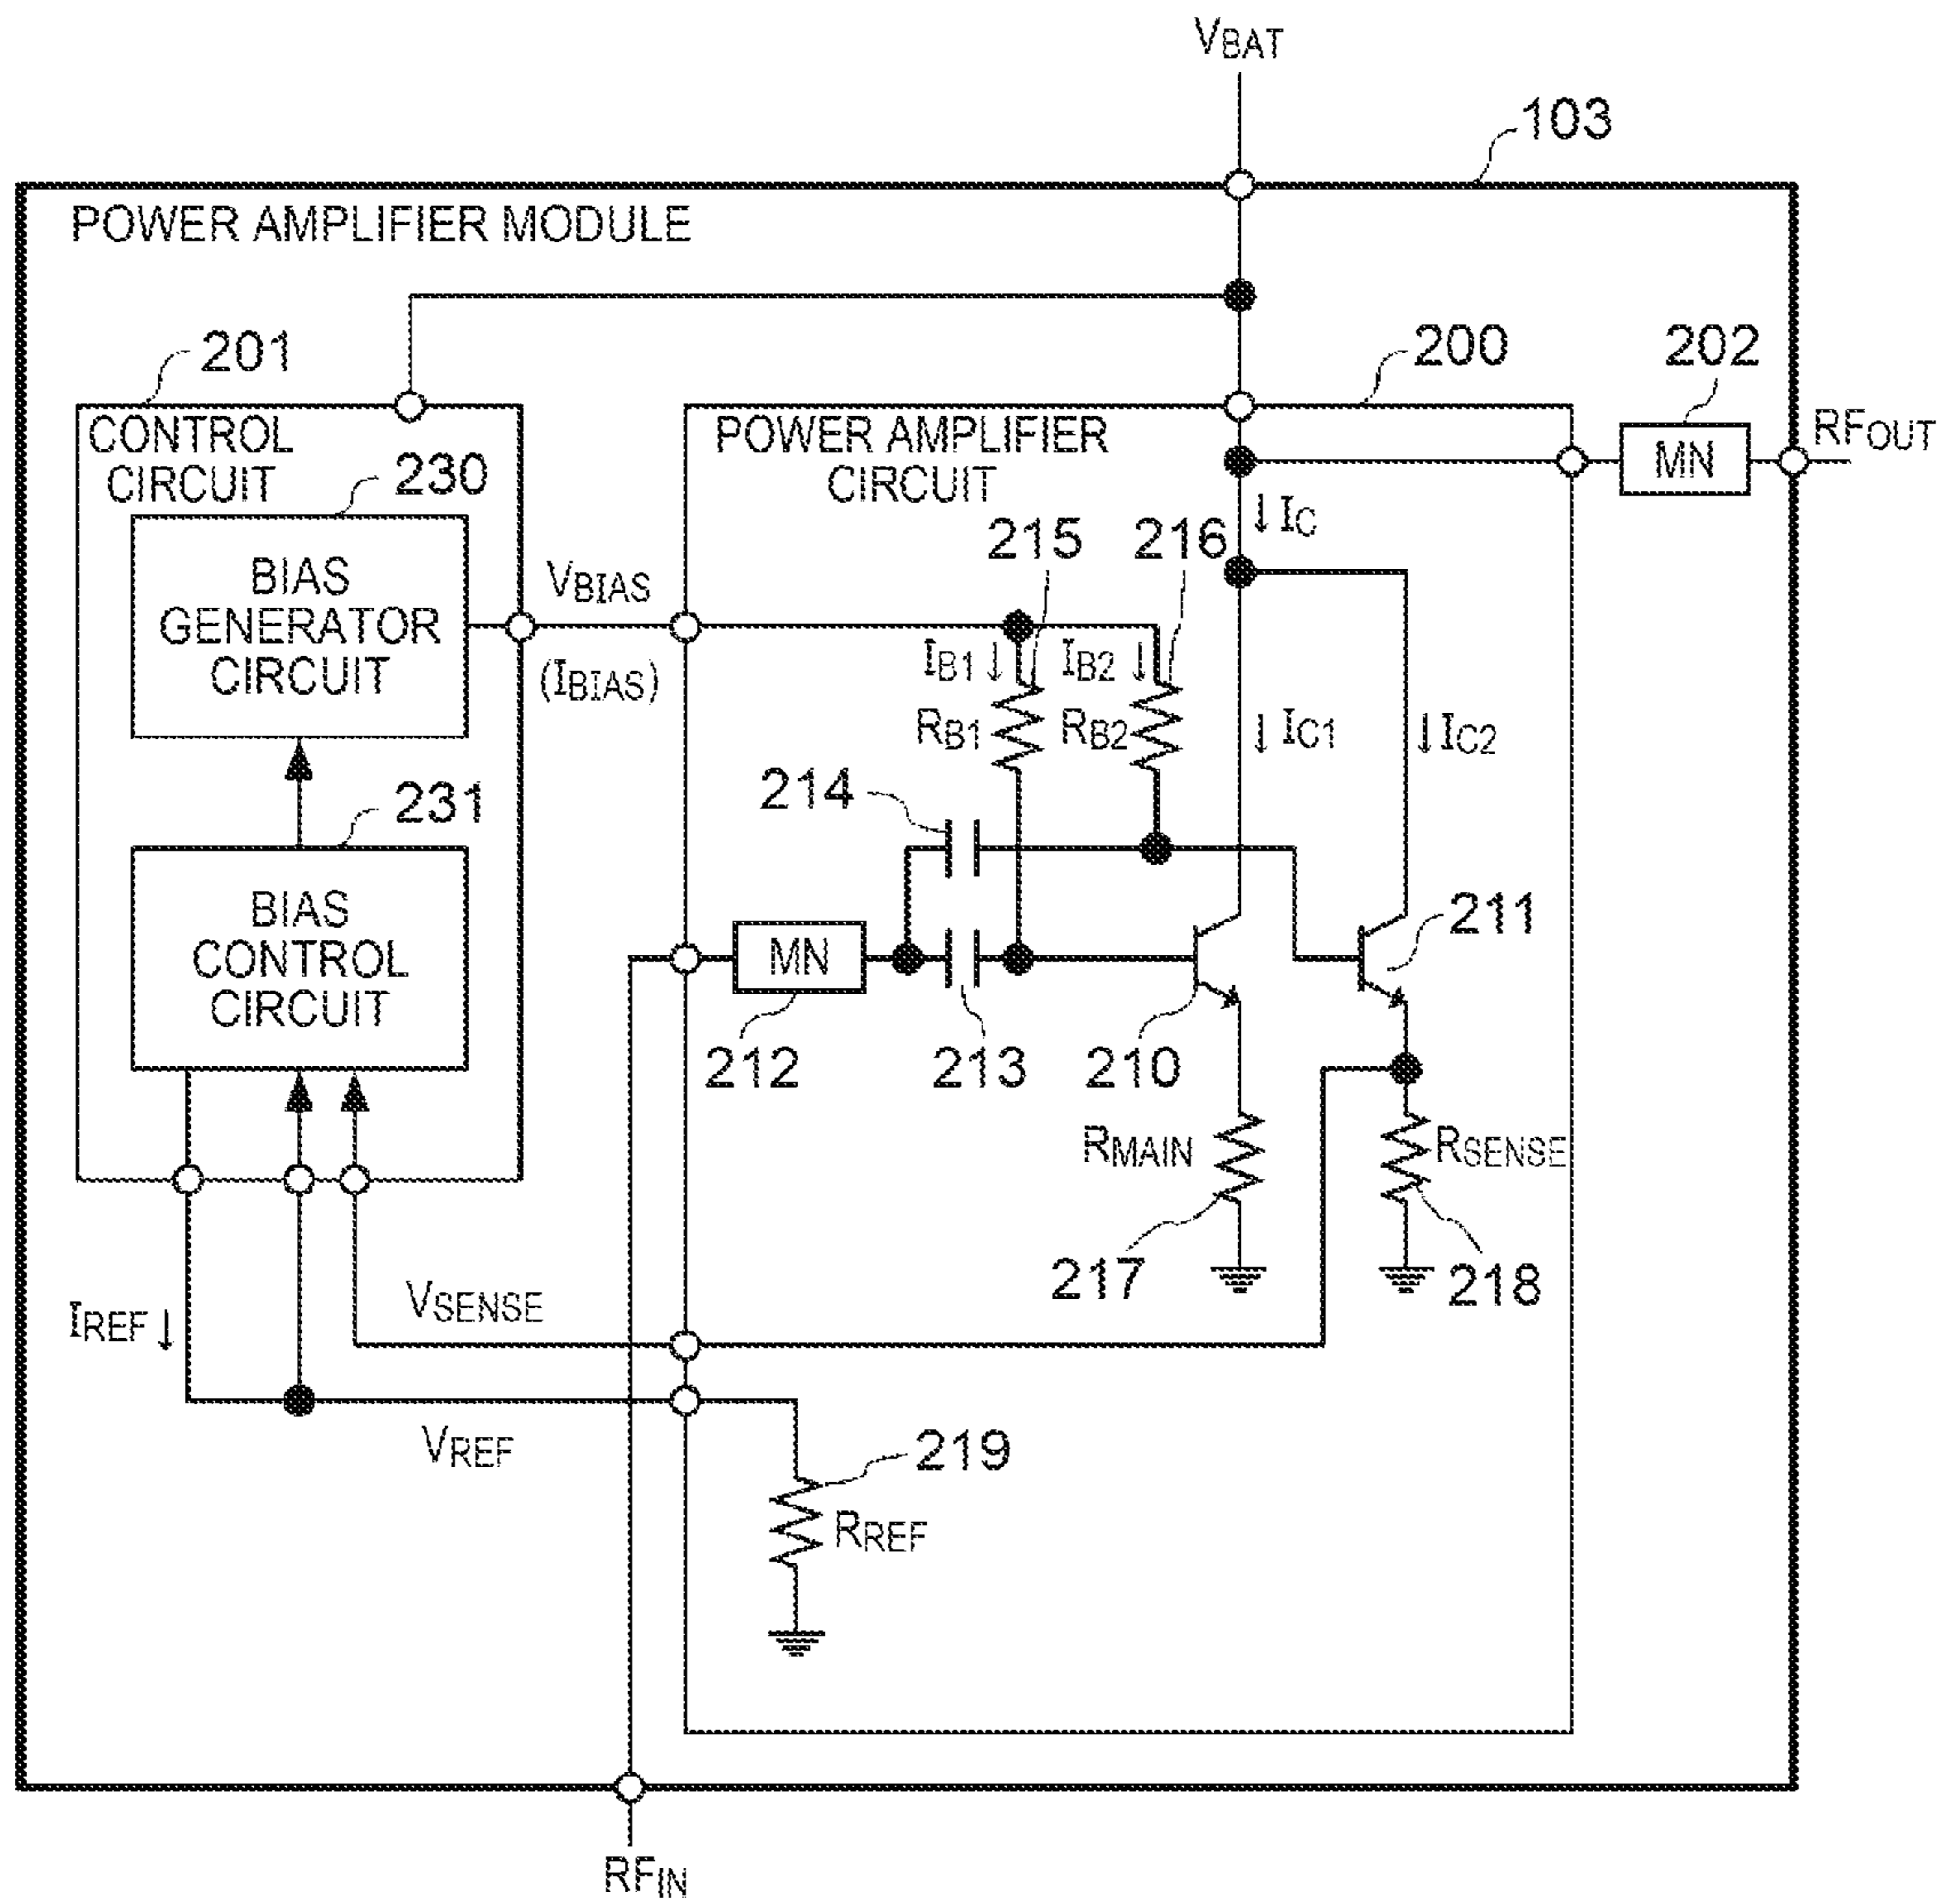 VBAT
103
POWER AMPLIFIER MODULE
201
200
202
CONTROL
CIRCUIT
POWER AMPLIFIER
CIRCUIT
MN
RFOUT
230
IC
215
216
BIAS
GENERATOR
CIRCUIT
VBIAS
(IBIAS)
IB1
IB2
RB1
RB2
IC1
IC2
214
231
BIAS
CONTROL
CIRCUIT
MN
211
212
213
210
RMAIN
RSENSE
217
218
IREF
VSENSE
VREF
219
RREF
RFIN